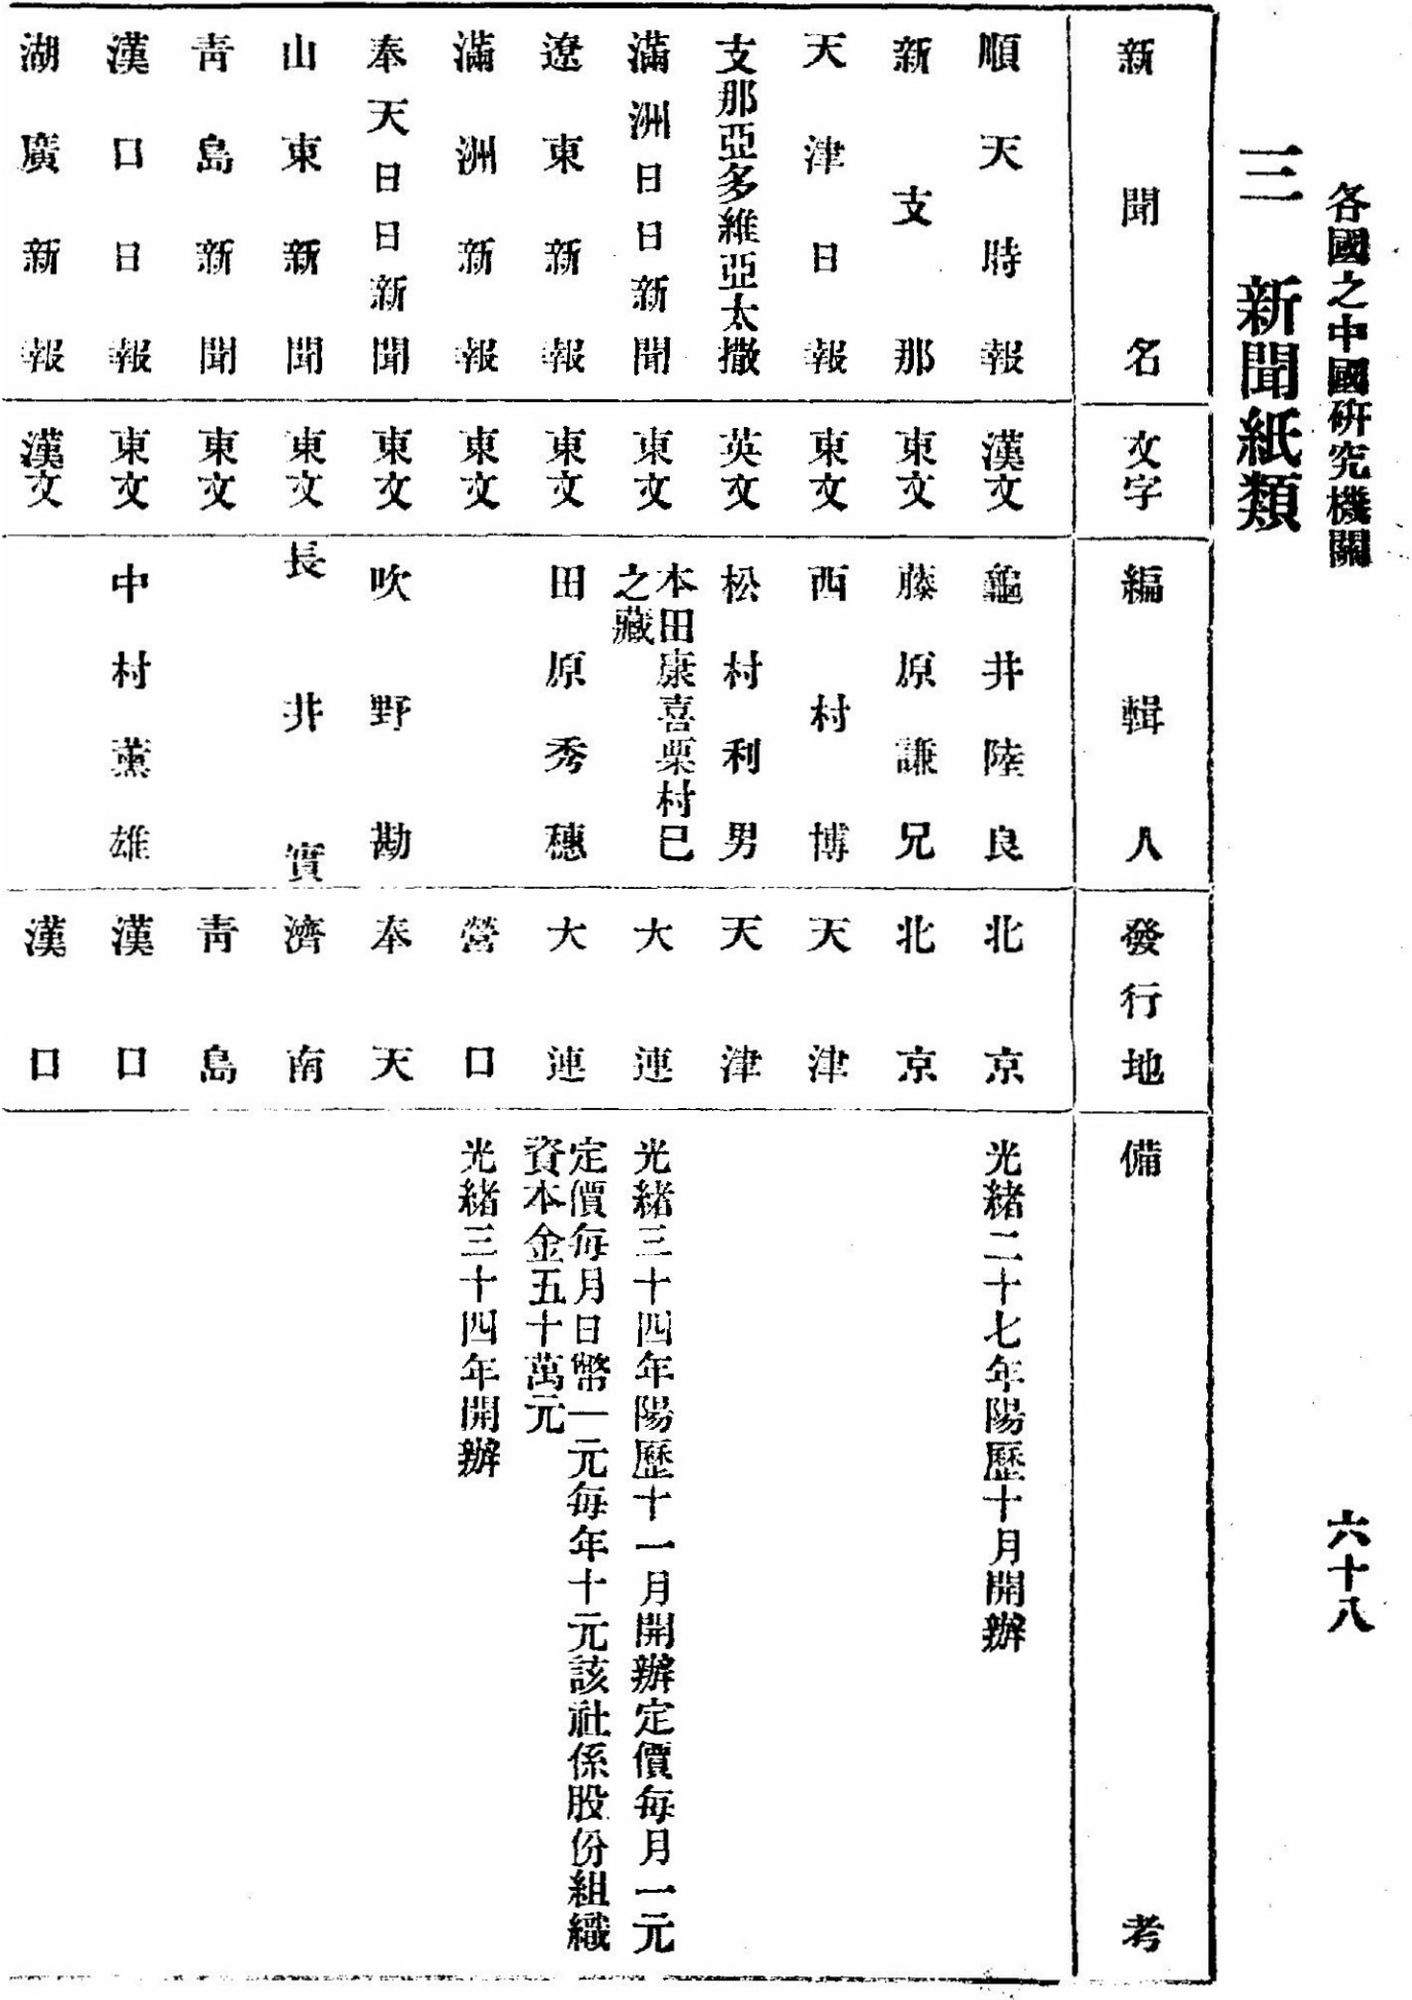 各國之中國硏究機關
六十八
三 新聞紙類
新聞名 文字 編輯人 發行地 備考
順天時報 漢文 龜井陸良 北京 光緒二十七年陽歷十月開辦
新支那 東文 藤原謙兄 北京
天津日報 東文 西村博 天津
支那亞多維亞太撒 英文 松村利男 天津
滿洲日日新聞 東文 本田康喜栗村巳之藏 大連 光緒三十四年陽歷十一月開辦定價每月一元
遼東新報 東文 田原秀穗 大連 定價每月日幣一元每年十元該社係股份組織
資本金五十萬元
滿洲新報 東文 營口 光緒三十四年開辦
奉天日日新聞 東文 吹野勘 奉天
山東新聞 東文 長井實 濟南
靑島新聞 東文 靑島
漢口日報 東文 中村薰雄 漢口
湖廣新報 漢文 漢口